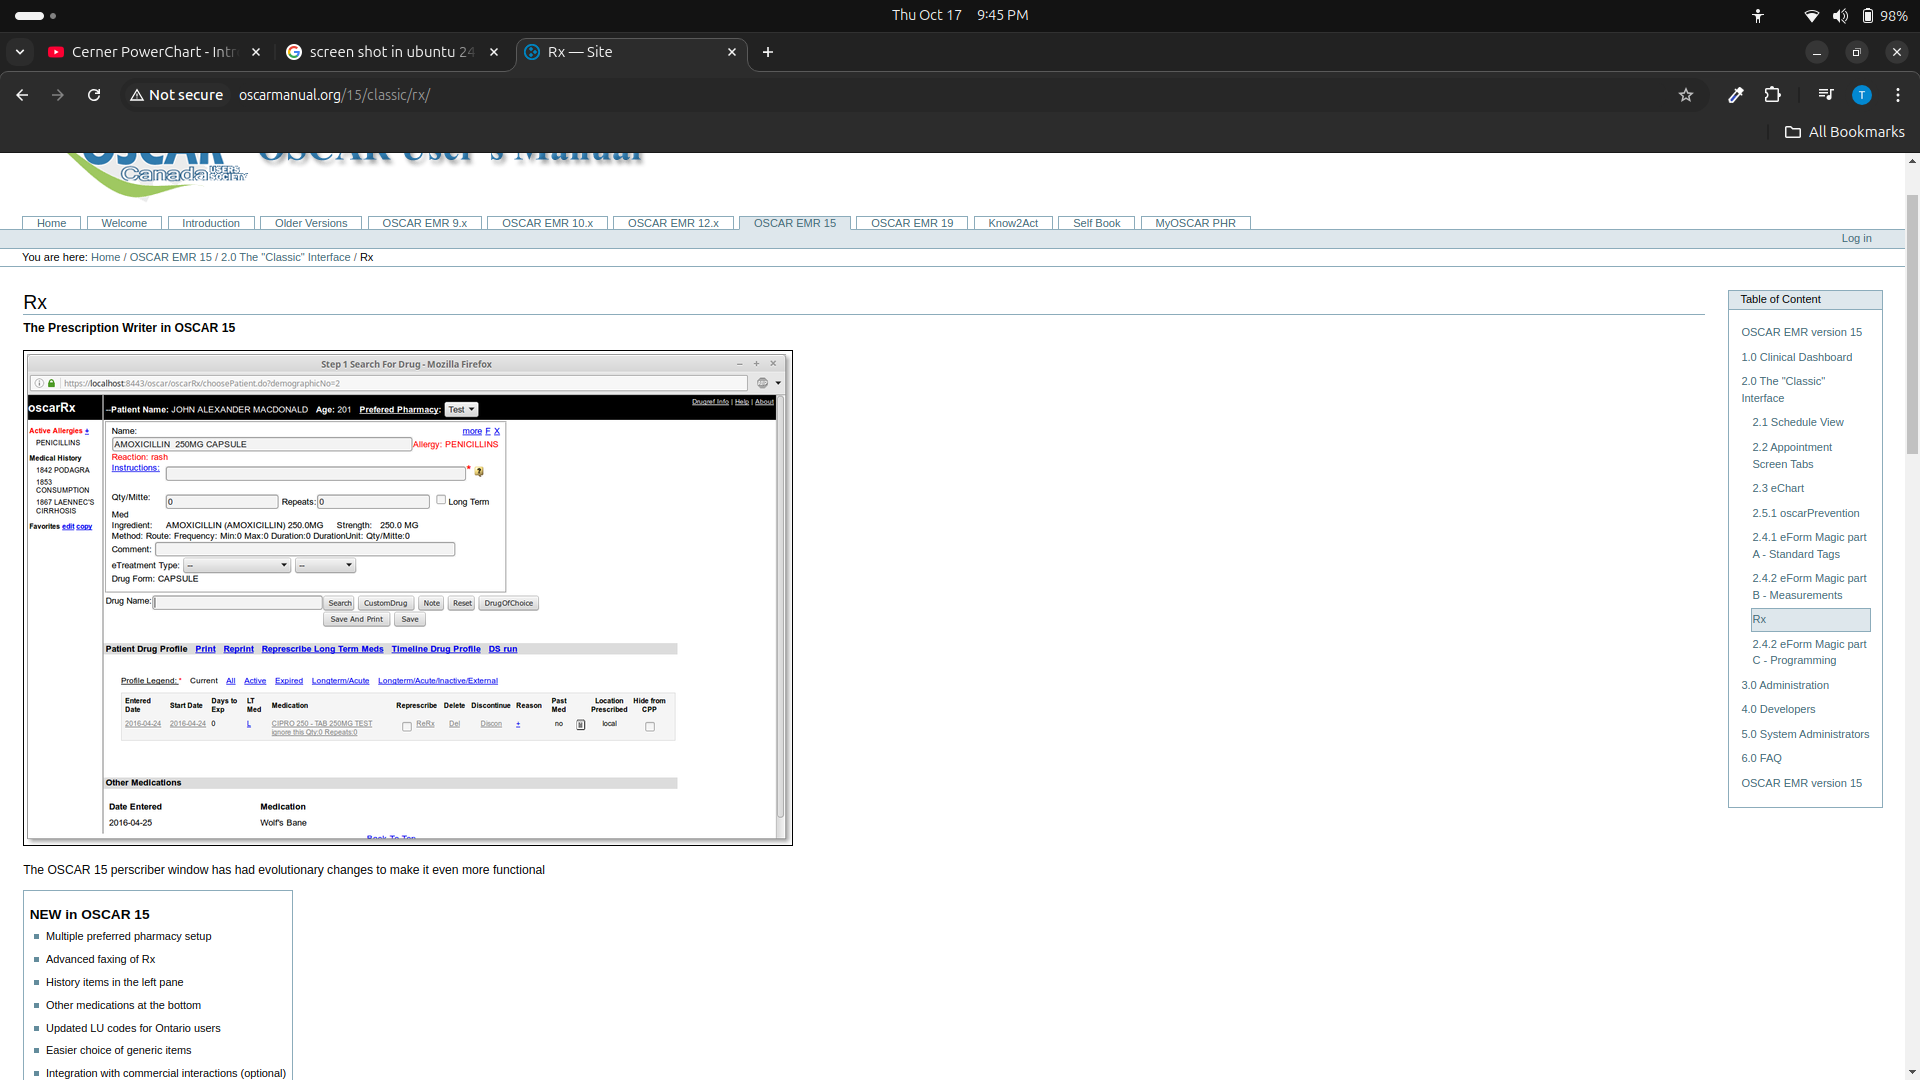 Thu Oct 17 9:45 PM
98%
Cerner PowerChart - Intr
screen shot in ubuntu 24
Rx — Site
Not secure oscarmanual.org/15/classic/rx/
T
All Bookmarks
OSCAR OSCAR User's Manual
Canada USERS SOCIETY
Home Welcome Introduction Older Versions OSCAR EMR 9.x OSCAR EMR 10.x OSCAR EMR 12.x OSCAR EMR 15 OSCAR EMR 19 Know2Act Self Book MyOSCAR PHR
Log in
You are here: Home / OSCAR EMR 15 / 2.0 The "Classic" Interface / Rx
Rx
The Prescription Writer in OSCAR 15
Step 1 Search For Drug - Mozilla Firefox
https://localhost:8443/oscar/oscarRx/choosePatient.do?demographicNo=2
ABP
oscarRx
--Patient Name: JOHN ALEXANDER MACDONALD Age: 201 Prefered Pharmacy: Test
Drugref Info | Help | About
Active Allergies +
PENICILLINS
Medical History
1842 PODAGRA
1853
CONSUMPTION
1867 LAENNEC'S
CIRRHOSIS
Favorites edit copy
Name: more F X
AMOXICILLIN 250MG CAPSULE Allergy: PENICILLINS
Reaction: rash
Instructions: *
Qty/Mitte: 0 Repeats: 0 Long Term
Med
Ingredient: AMOXICILLIN (AMOXICILLIN) 250.0MG Strength: 250.0 MG
Method: Route: Frequency: Min:0 Max:0 Duration:0 DurationUnit: Qty/Mitte:0
Comment:
eTreatment Type: -- --
Drug Form: CAPSULE
Drug Name: Search CustomDrug Note Reset DrugOfChoice
Save And Print Save
Patient Drug Profile Print Reprint Represcribe Long Term Meds Timeline Drug Profile DS run
Profile Legend:* Current All Active Expired Longterm/Acute Longterm/Acute/Inactive/External
Entered Date Start Date Days to Exp LT Med Medication Represcribe Delete Discontinue Reason Past Med Location Prescribed Hide from CPP
2016-04-24 2016-04-24 0 L CIPRO 250 - TAB 250MG TEST ReRx Del Discon + no N local
ignore this Qty:0 Repeats:0
Other Medications
Date Entered Medication
2016-04-25 Wolf's Bane
Back To Top
The OSCAR 15 perscriber window has had evolutionary changes to make it even more functional
NEW in OSCAR 15
Multiple preferred pharmacy setup
Advanced faxing of Rx
History items in the left pane
Other medications at the bottom
Updated LU codes for Ontario users
Easier choice of generic items
Integration with commercial interactions (optional)
Table of Content
OSCAR EMR version 15
1.0 Clinical Dashboard
2.0 The "Classic"
Interface
2.1 Schedule View
2.2 Appointment
Screen Tabs
2.3 eChart
2.5.1 oscarPrevention
2.4.1 eForm Magic part
A - Standard Tags
2.4.2 eForm Magic part
B - Measurements
Rx
2.4.2 eForm Magic part
C - Programming
3.0 Administration
4.0 Developers
5.0 System Administrators
6.0 FAQ
OSCAR EMR version 15